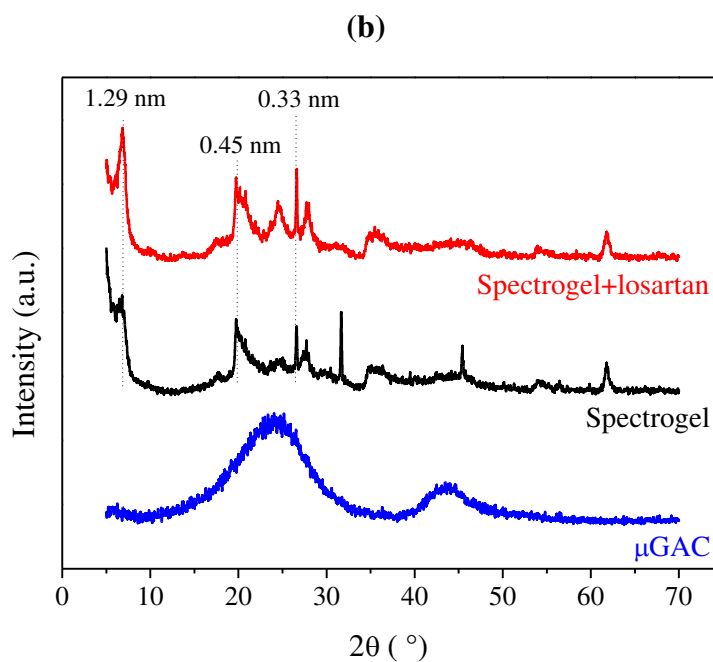 (b)
1.29 nm
0.33 nm
0.45 nm
Spectrogel+losartan
Spectrogel
μGAC
Intensity (a.u.)
0 10 20 30 40 50 60 70
2θ ( °)